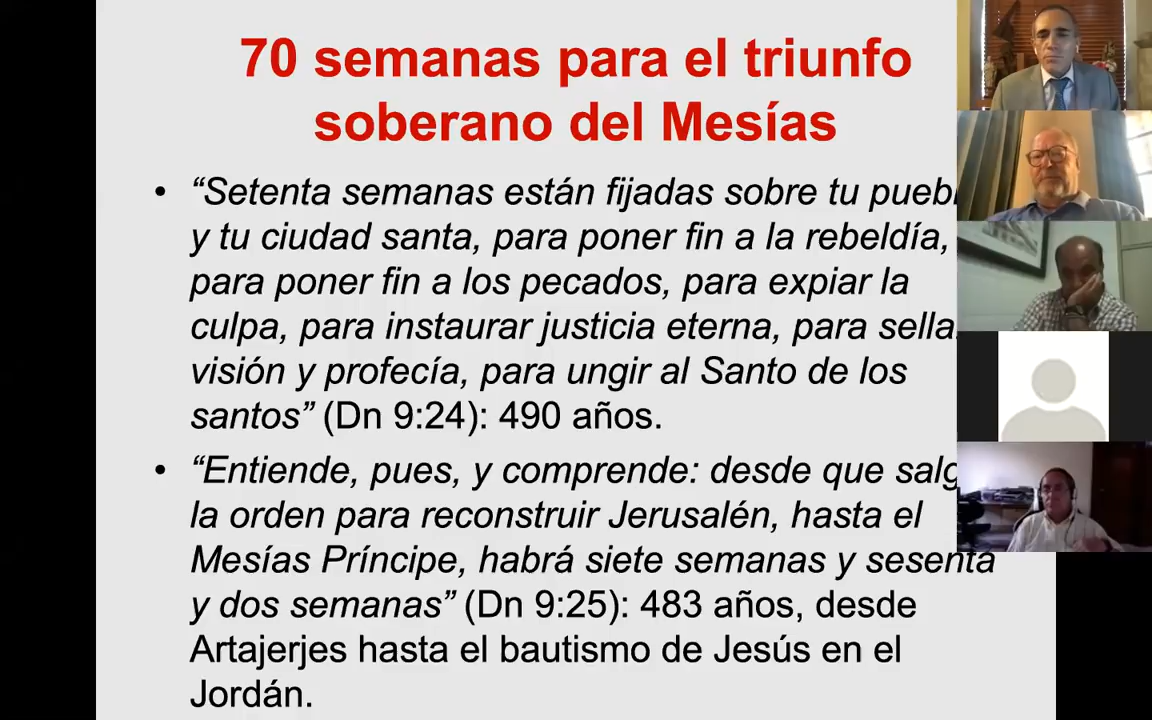 70 semanas para el triunfo
soberano del Mesías
• “Setenta semanas están fijadas sobre tu
y tu ciudad santa, para poner fin a la rebeldía,
para poner fin a los pecados, para expiar la
culpa, para instaurar justicia eterna, para
visión y profecía, para ungir al Santo de los
santos” (Dn 9:24): 490 años.
• “Entiende, pues, y comprende: desde que
la orden para reconstruir Jerusalén, hasta el
Mesías Príncipe, habrá siete semanas y sesenta
y dos semanas” (Dn 9:25): 483 años, desde
Artajerjes hasta el bautismo de Jesús en el
Jordán.